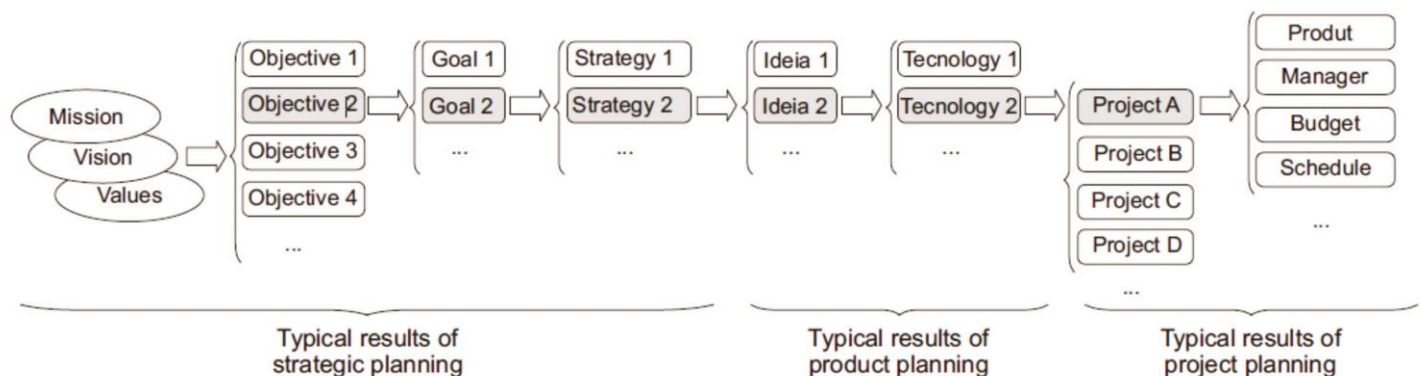 Mission
Vision
Values
Objective 1
Objective 2
Objective 3
Objective 4
...
Goal 1
Goal 2
...
Strategy 1
Strategy 2
...
Ideia 1
Ideia 2
...
Tecnology 1
Tecnology 2
...
Project A
Project B
Project C
Project D
...
Produt
Manager
Budget
Schedule
...
Typical results of
strategic planning
Typical results of
product planning
Typical results of
project planning